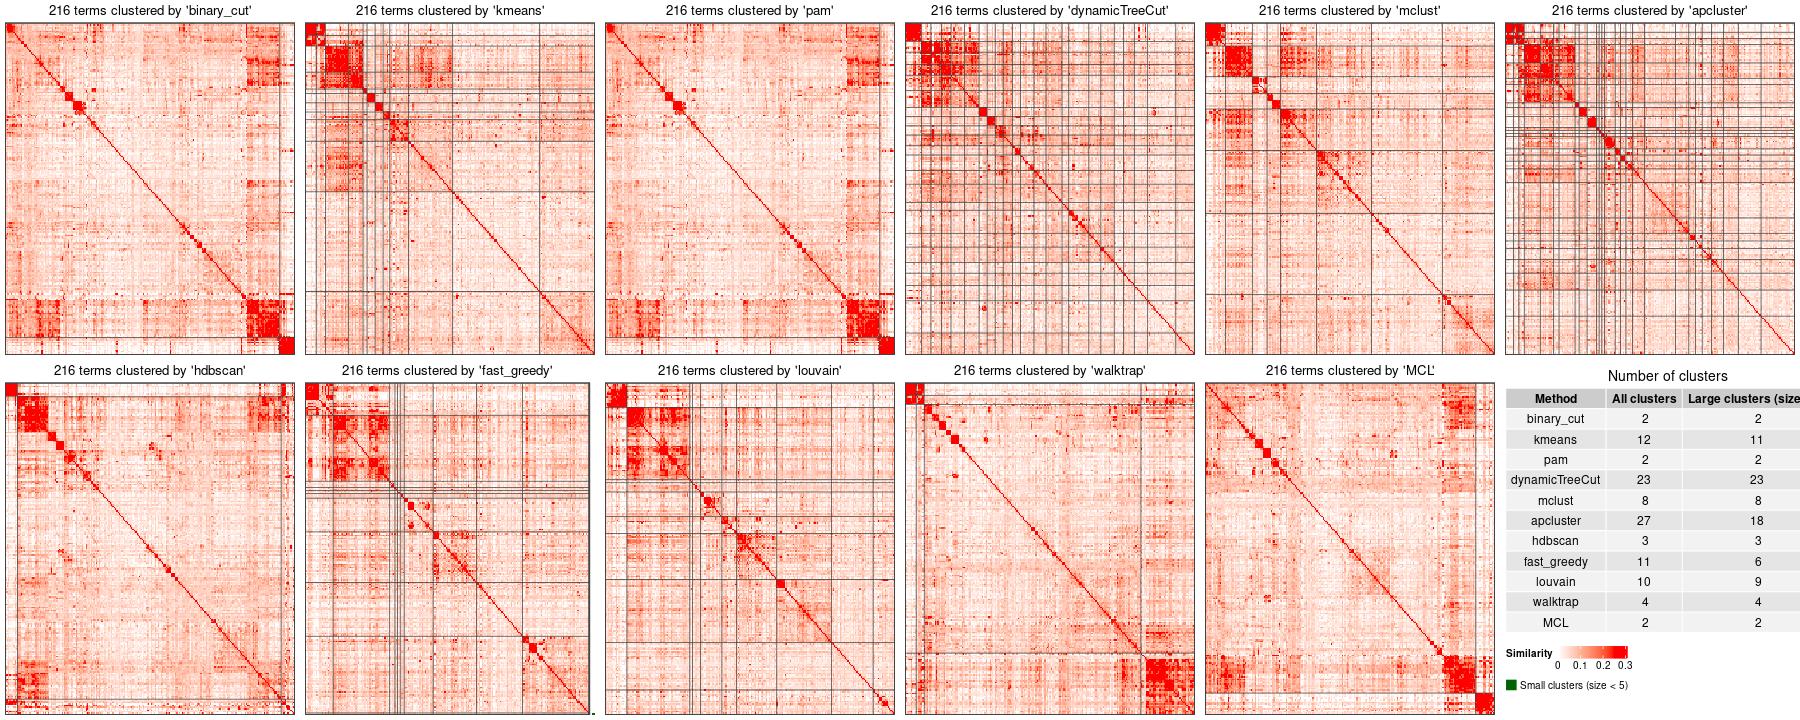 216 terms clustered by 'binary_cut'
216 terms clustered by 'kmeans'
216 terms clustered by 'pam'
216 terms clustered by 'dynamicTreeCut'
216 terms clustered by 'mclust'
216 terms clustered by 'apcluster'
216 terms clustered by 'hdbscan'
216 terms clustered by 'fast_greedy'
216 terms clustered by 'louvain'
216 terms clustered by 'walktrap'
216 terms clustered by 'MCL'
Number of clusters
Method All clusters Large clusters (size
binary_cut 2 2
kmeans 12 11
pam 2 2
dynamicTreeCut 23 23
mclust 8 8
apcluster 27 18
hdbscan 3 3
fast_greedy 11 6
louvain 10 9
walktrap 4 4
MCL 2 2
Similarity
0 0.1 0.2 0.3
Small clusters (size < 5)